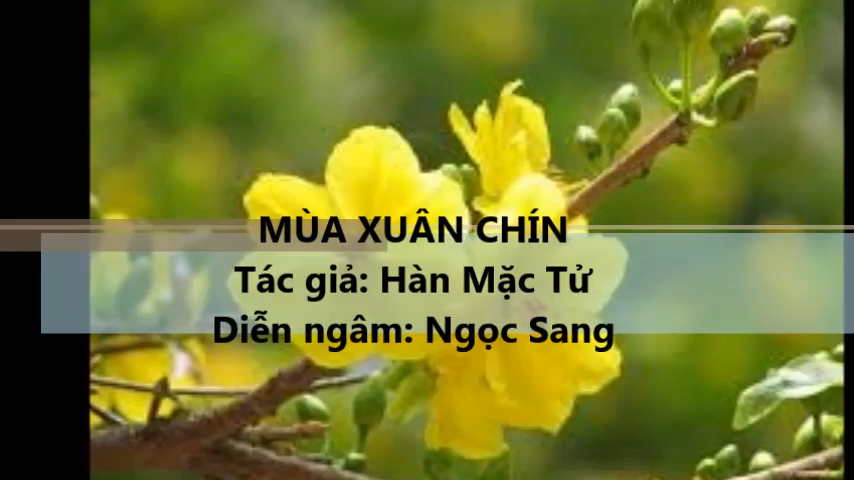 MÙA XUÂN CHÍN
Tác giả: Hàn Mặc Tử
Diễn ngâm: Ngọc Sang